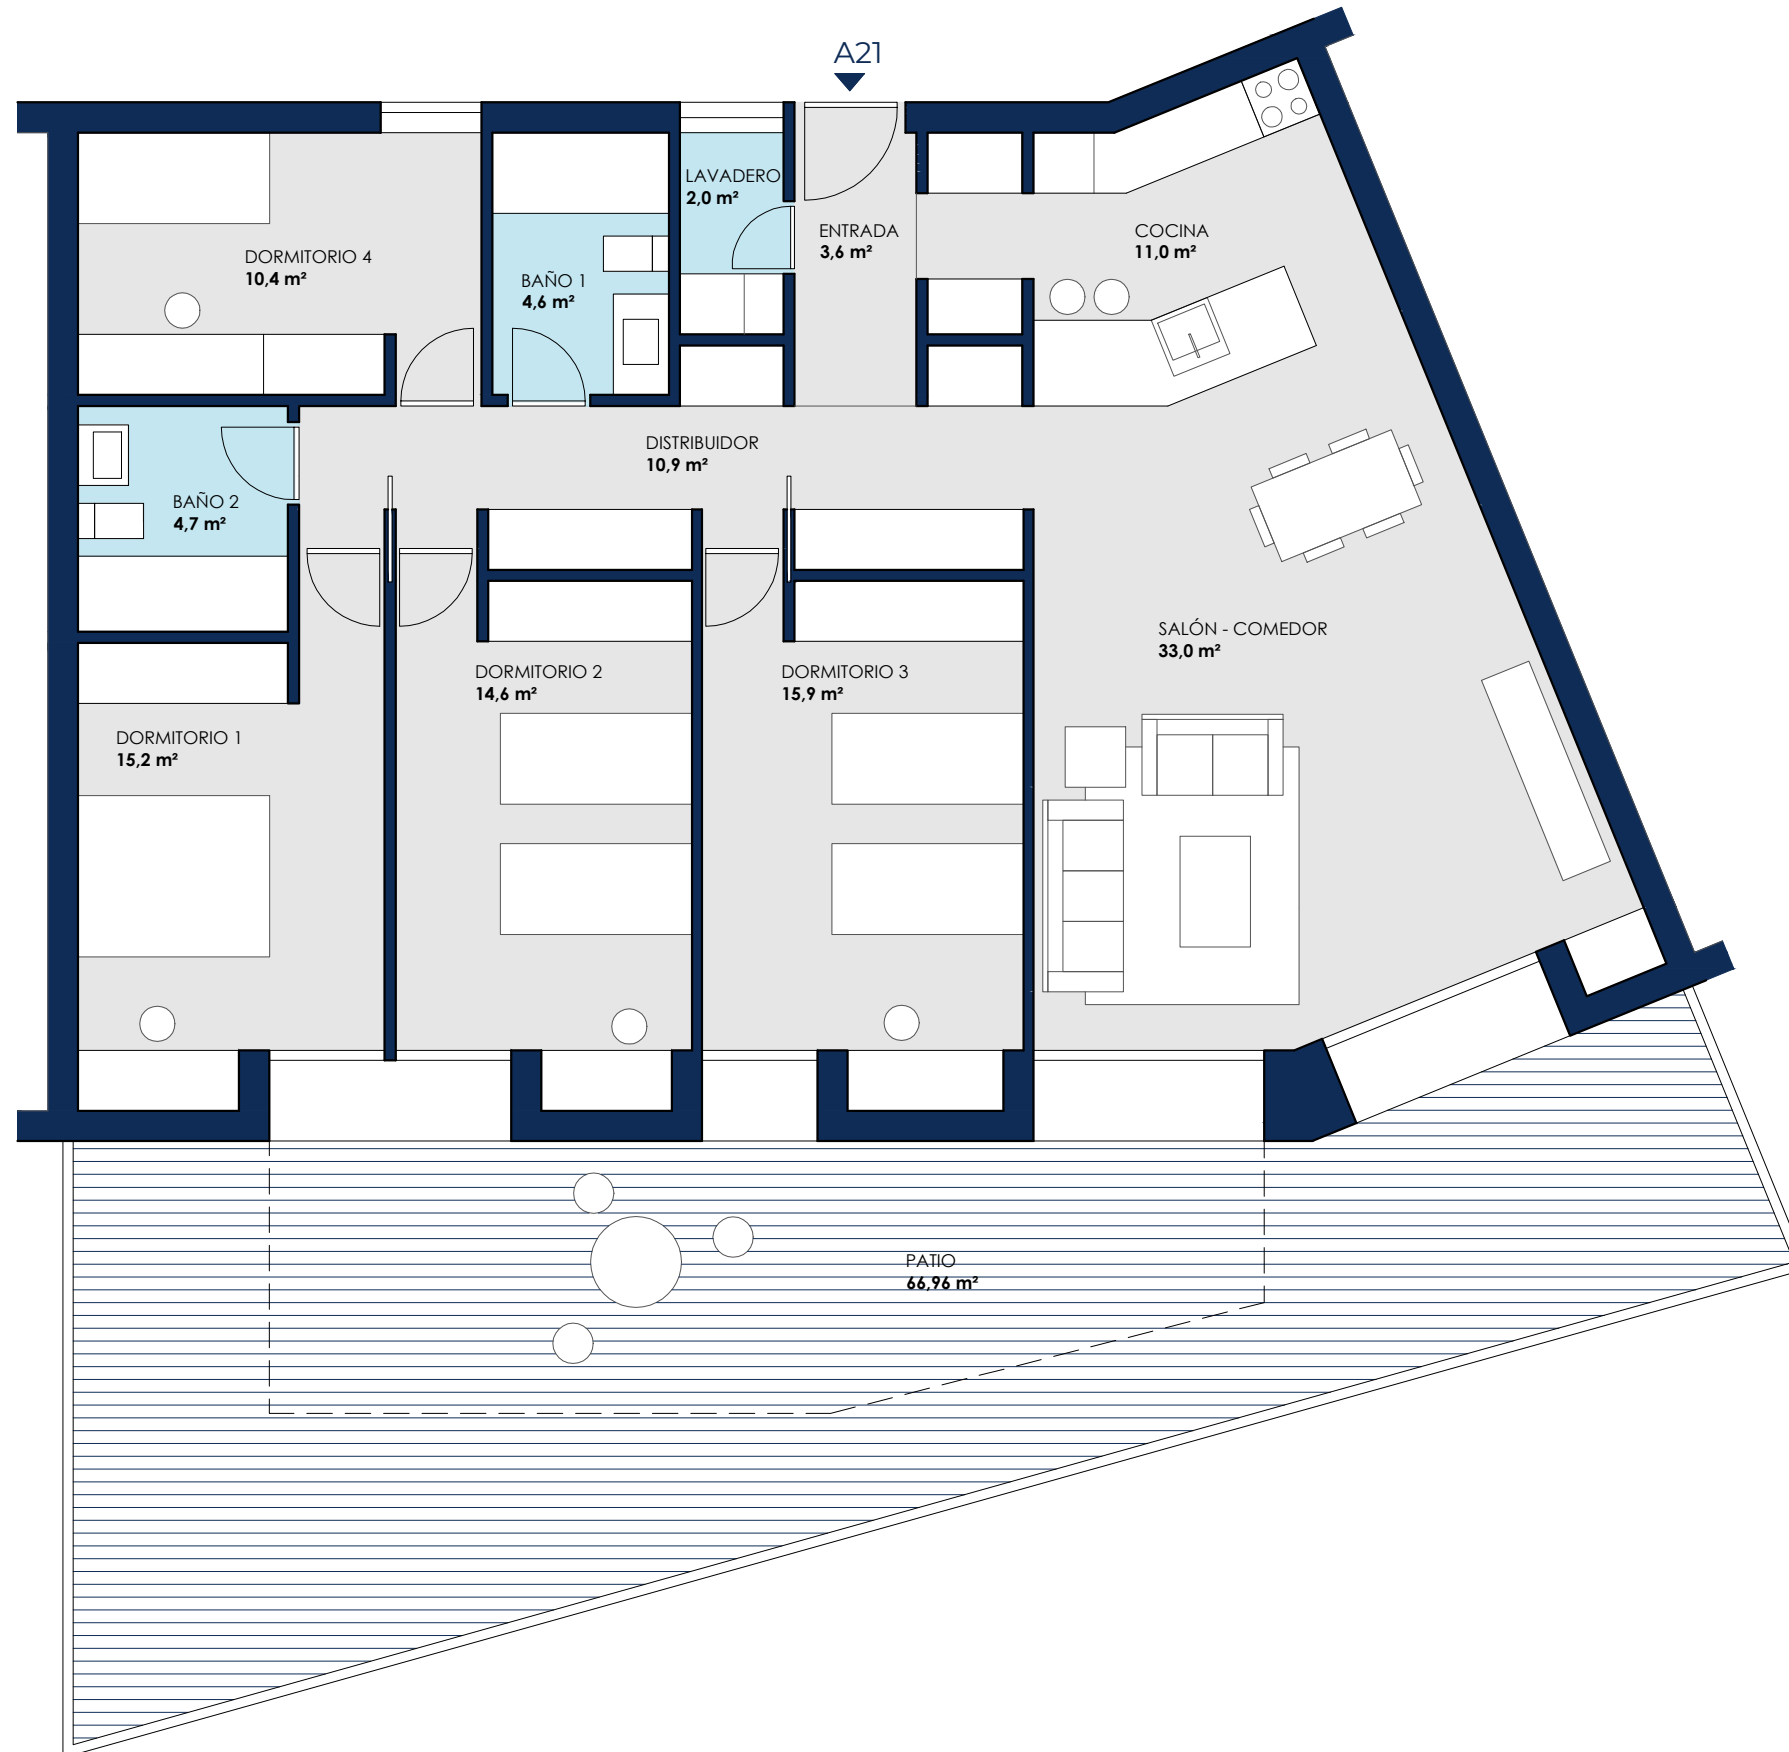 A21
LAVADERO
2,0 m²
ENTRADA
3,6 m²
COCINA
11,0 m²
DORMITORIO 4
10,4 m²
BAÑO 1
4,6 m²
DISTRIBUIDOR
10,9 m²
BAÑO 2
4,7 m²
SALÓN - COMEDOR
33,0 m²
DORMITORIO 2
14,6 m²
DORMITORIO 3
15,9 m²
DORMITORIO 1
15,2 m²
PATIO
66,96 m²